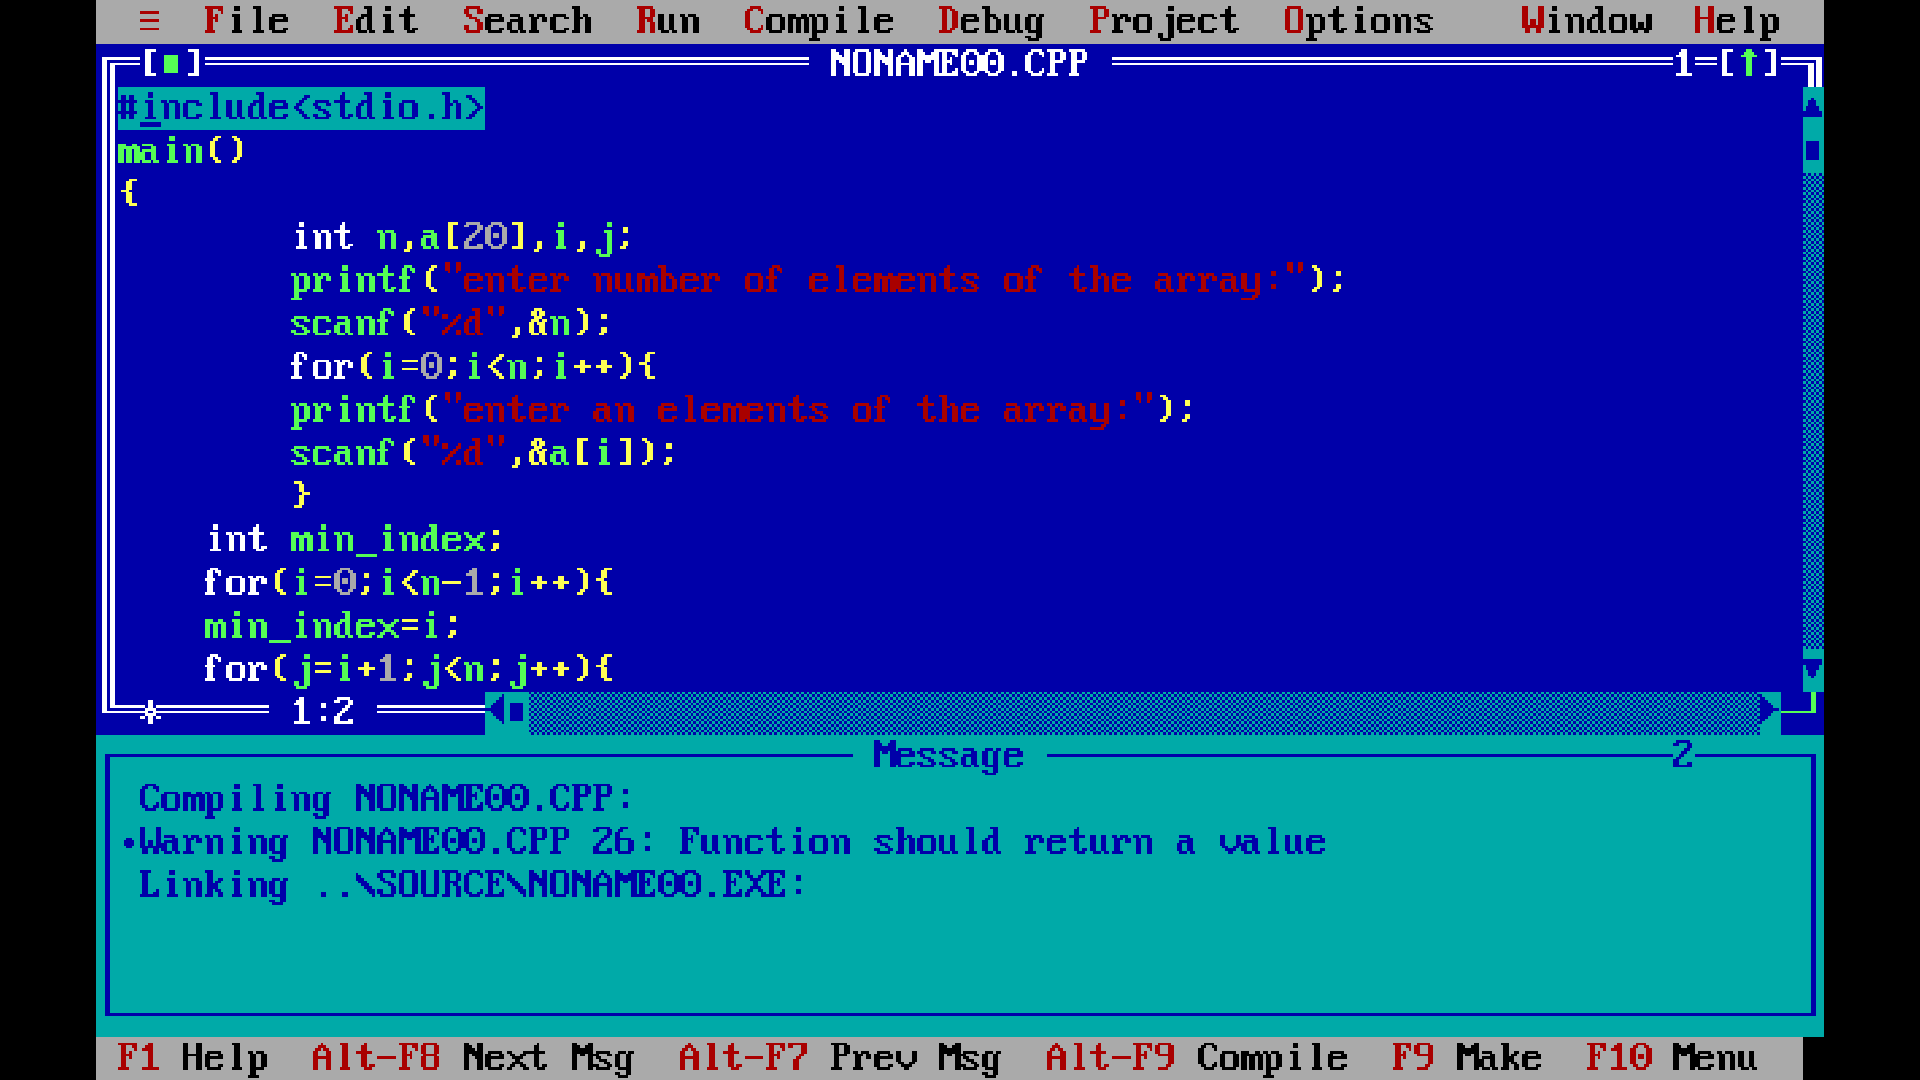 ≡ File Edit Search Run Compile Debug Project Options Window Help
[■] NONAME00.CPP 1=[↑]
#include<stdio.h>
main()
{
int n,a[20],i,j;
printf("enter number of elements of the array:");
scanf("%d",&n);
for(i=0;i<n;i++){
printf("enter an elements of the array:");
scanf("%d",&a[i]);
}
int min_index;
for(i=0;i<n-1;i++){
min_index=i;
for(j=i+1;j<n;j++){
* 1:2
Message 2
Compiling NONAME00.CPP:
•Warning NONAME00.CPP 26: Function should return a value
Linking ..\SOURCE\NONAME00.EXE:
F1 Help Alt-F8 Next Msg Alt-F7 Prev Msg Alt-F9 Compile F9 Make F10 Menu